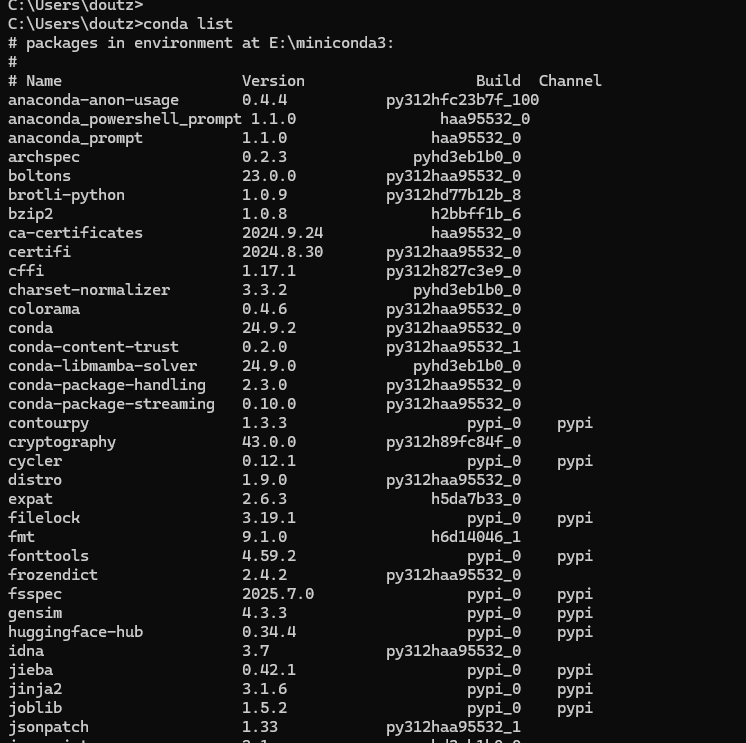 C:\Users\doutz>
C:\Users\doutz>conda list
# packages in environment at E:\miniconda3:
#
# Name                    Version                   Build  Channel
anaconda-anon-usage       0.4.4           py312hfc23b7f_100
anaconda_powershell_prompt 1.1.0                haa95532_0
anaconda_prompt           1.1.0                haa95532_0
archspec                  0.2.3              pyhd3eb1b0_0
boltons                   23.0.0          py312haa95532_0
brotli-python             1.0.9           py312hd77b12b_8
bzip2                     1.0.8                h2bbff1b_6
ca-certificates           2024.9.24            haa95532_0
certifi                   2024.8.30       py312haa95532_0
cffi                      1.17.1          py312h827c3e9_0
charset-normalizer        3.3.2              pyhd3eb1b0_0
colorama                  0.4.6           py312haa95532_0
conda                     24.9.2          py312haa95532_0
conda-content-trust       0.2.0           py312haa95532_1
conda-libmamba-solver     24.9.0             pyhd3eb1b0_0
conda-package-handling    2.3.0           py312haa95532_0
conda-package-streaming   0.10.0          py312haa95532_0
contourpy                 1.3.3                    pypi_0    pypi
cryptography              43.0.0          py312h89fc84f_0
cycler                    0.12.1                   pypi_0    pypi
distro                    1.9.0           py312haa95532_0
expat                     2.6.3                h5da7b33_0
filelock                  3.19.1                   pypi_0    pypi
fmt                       9.1.0                h6d14046_1
fonttools                 4.59.2                   pypi_0    pypi
frozendict                2.4.2           py312haa95532_0
fsspec                    2025.7.0                 pypi_0    pypi
gensim                    4.3.3                    pypi_0    pypi
huggingface-hub           0.34.4                   pypi_0    pypi
idna                      3.7             py312haa95532_0
jieba                     0.42.1                   pypi_0    pypi
jinja2                    3.1.6                    pypi_0    pypi
joblib                    1.5.2                    pypi_0    pypi
jsonpatch                 1.33            py312haa95532_1